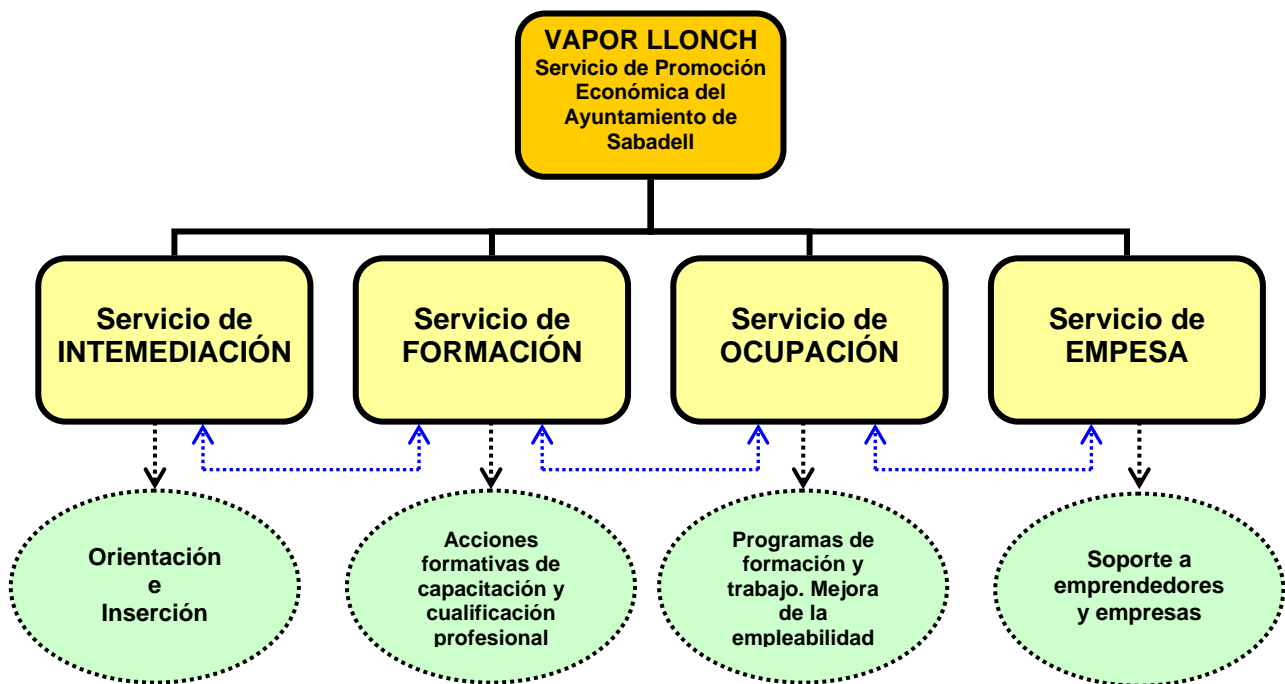 VAPOR LLONCH
Servicio de Promoción
Económica del
Ayuntamiento de
Sabadell
Servicio de
INTEMEDIACIÓN
Servicio de
FORMACIÓN
Servicio de
OCUPACIÓN
Servicio de
EMPESA
Orientación
e
Inserción
Acciones
formativas de
capacitación y
cualificación
profesional
Programas de
formación y
trabajo. Mejora
de la
empleabilidad
Soporte a
emprendedores
y empresas